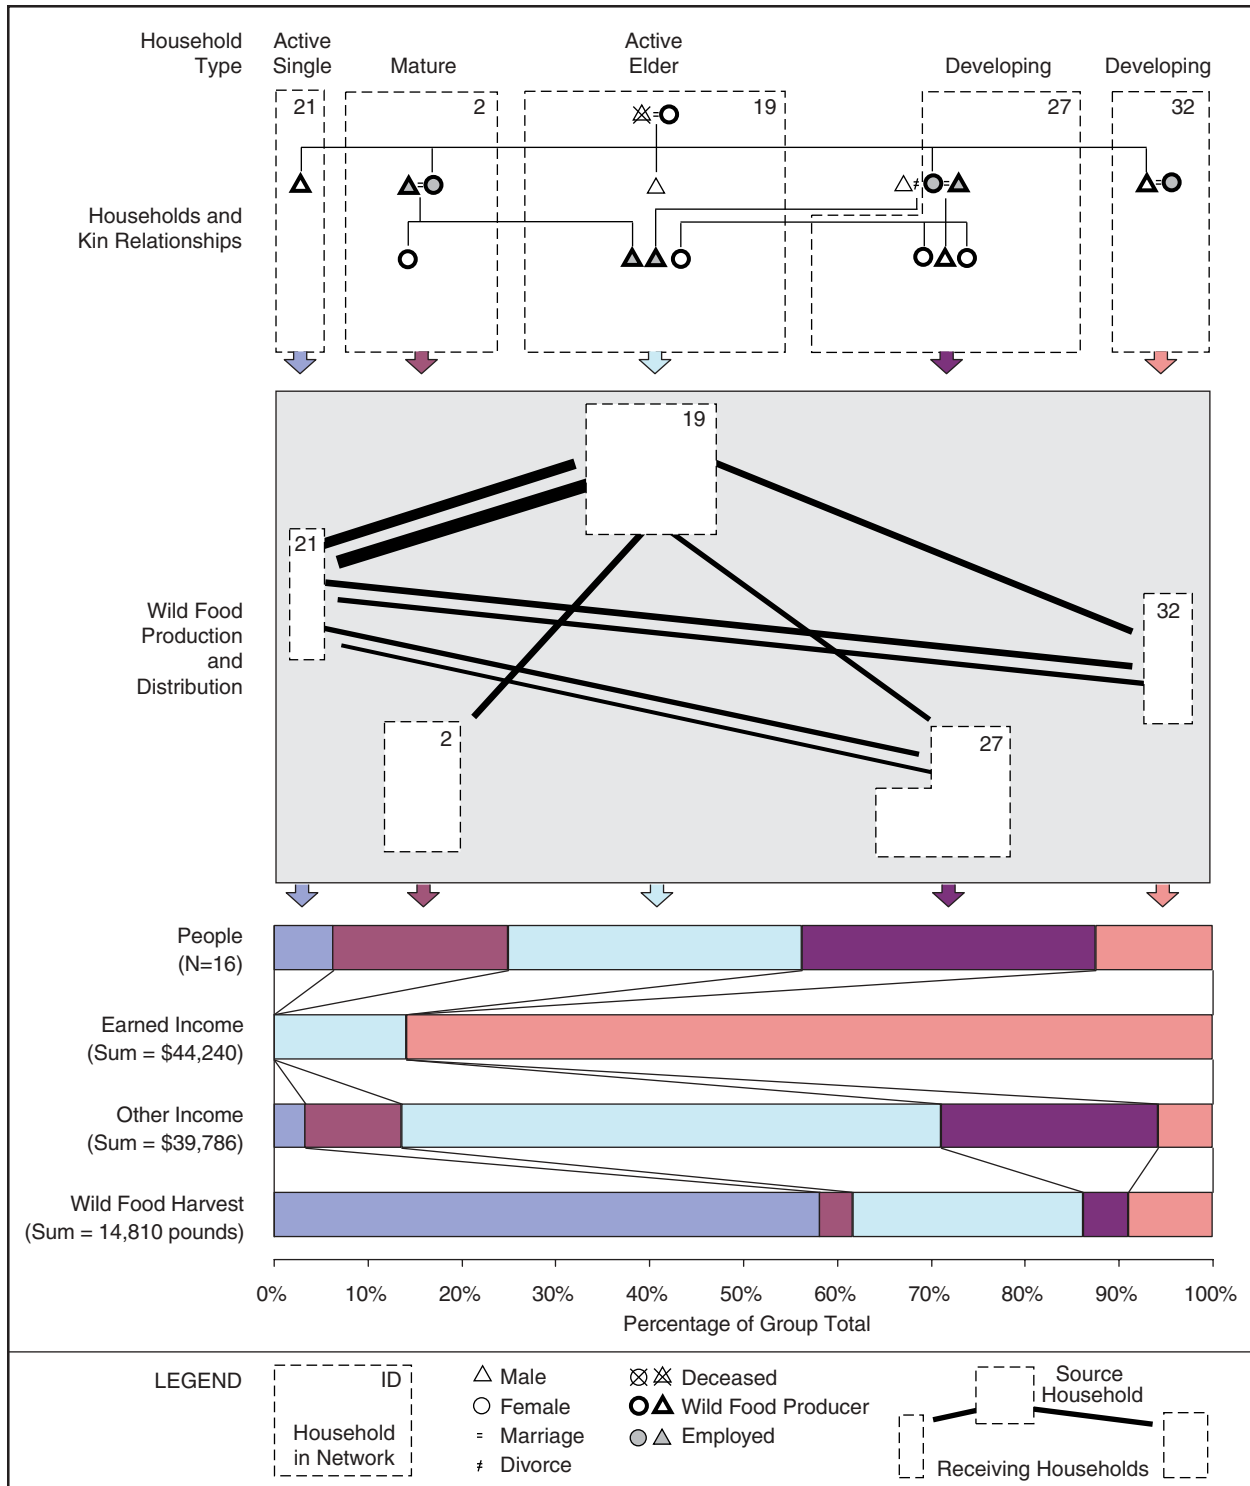 Household Type
Active Single
Mature
Active Elder
Developing
Developing
21
2
19
27
32
Households and
Kin Relationships
19
21
32
2
27
Wild Food
Production
and
Distribution
People
(N=16)
Earned Income
(Sum = $44,240)
Other Income
(Sum = $39,786)
Wild Food Harvest
(Sum = 14,810 pounds)
0% 10% 20% 30% 40% 50% 60% 70% 80% 90% 100%
Percentage of Group Total
LEGEND
ID
Household
in Network
Male
Female
= Marriage
≠ Divorce
Deceased
Wild Food Producer
Employed
Source
Household
Receiving Households